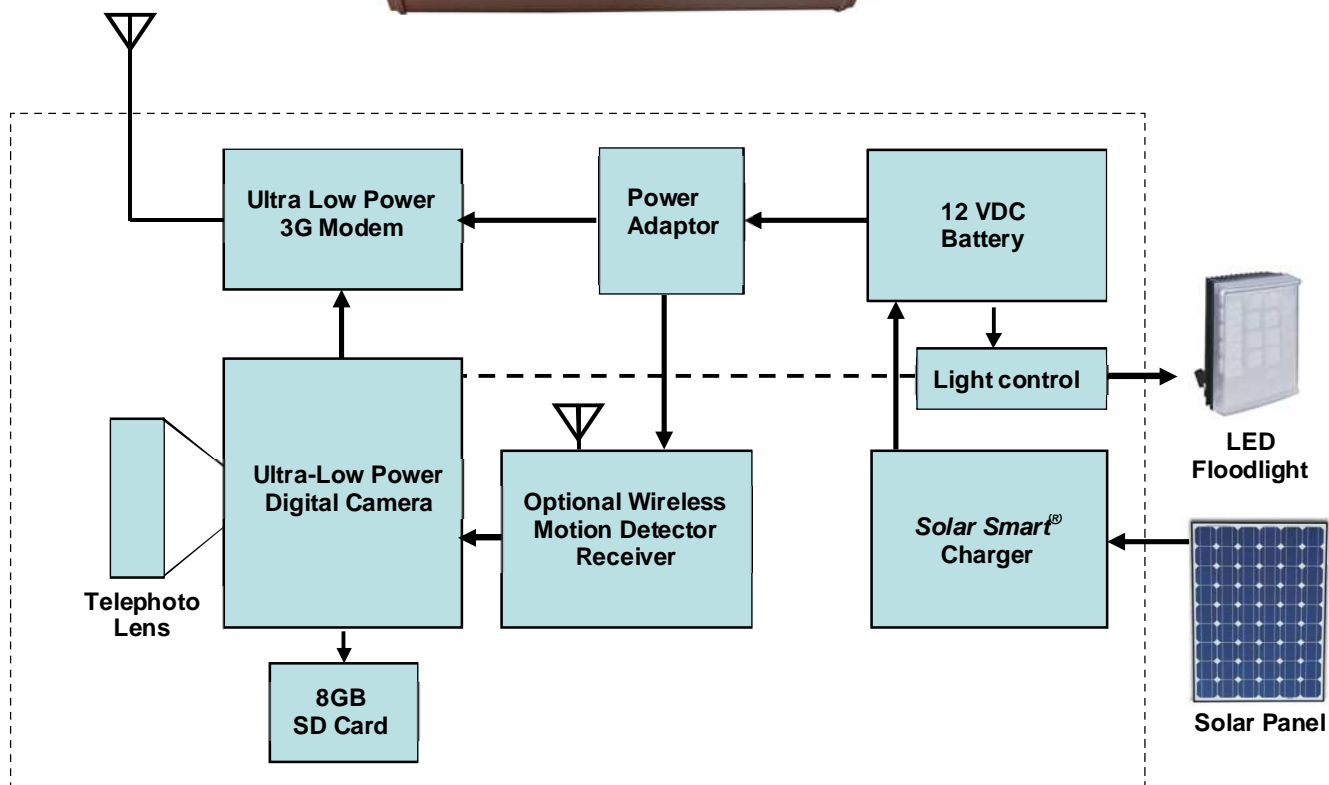 Ultra Low Power
3G Modem
Power
Adaptor
12 VDC
Battery
Light control
LED
Floodlight
Ultra-Low Power
Digital Camera
Optional Wireless
Motion Detector
Receiver
Solar Smart(R)
Charger
Telephoto
Lens
8GB
SD Card
Solar Panel